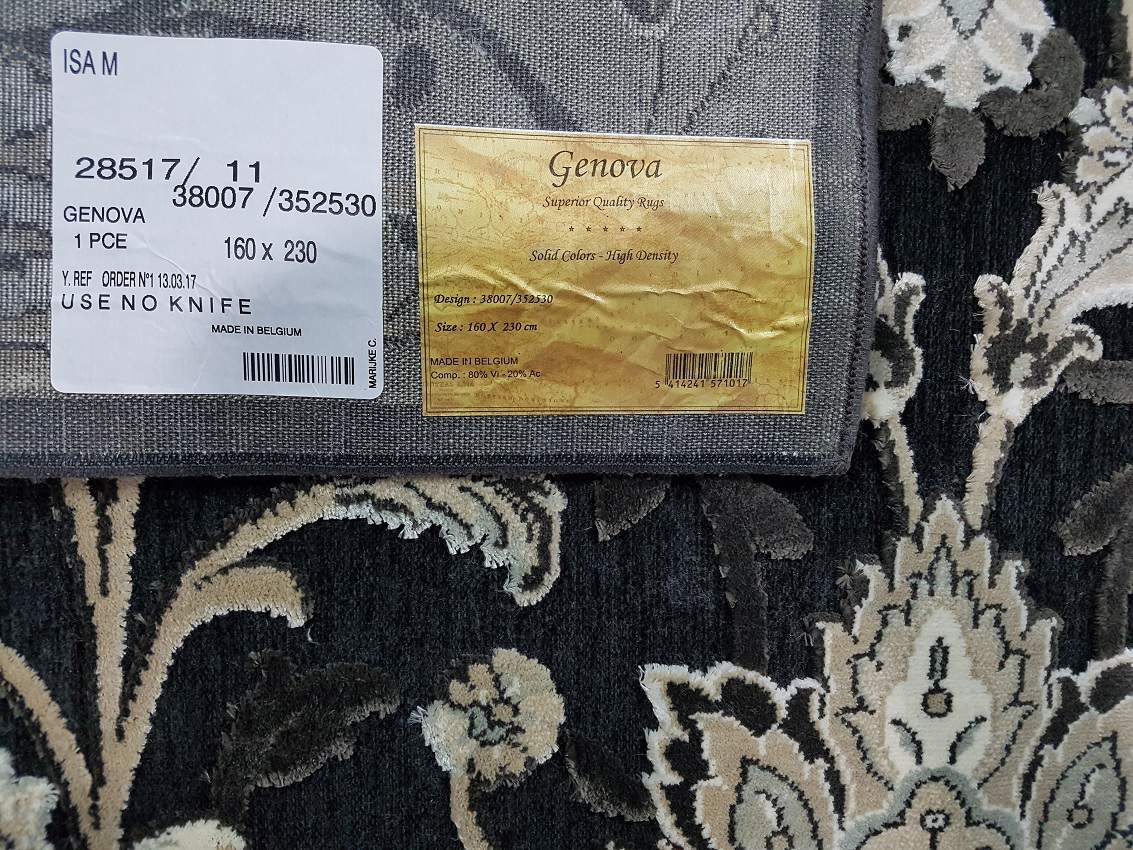 ISA M
28517/ 11
38007 /352530
GENOVA
1 PCE
160 x 230
Y. REF ORDER N°1 13.03.17
USE NO KNIFE
MADE IN BELGIUM
MARIJKE C.
Genova
Superior Quality Rugs
* * * * *
Solid Colors - High Density
Design : 38007/352530
Size : 160 X 230 cm
MADE IN BELGIUM
Comp. : 80% Vi - 20% Ac
5 414241 571017